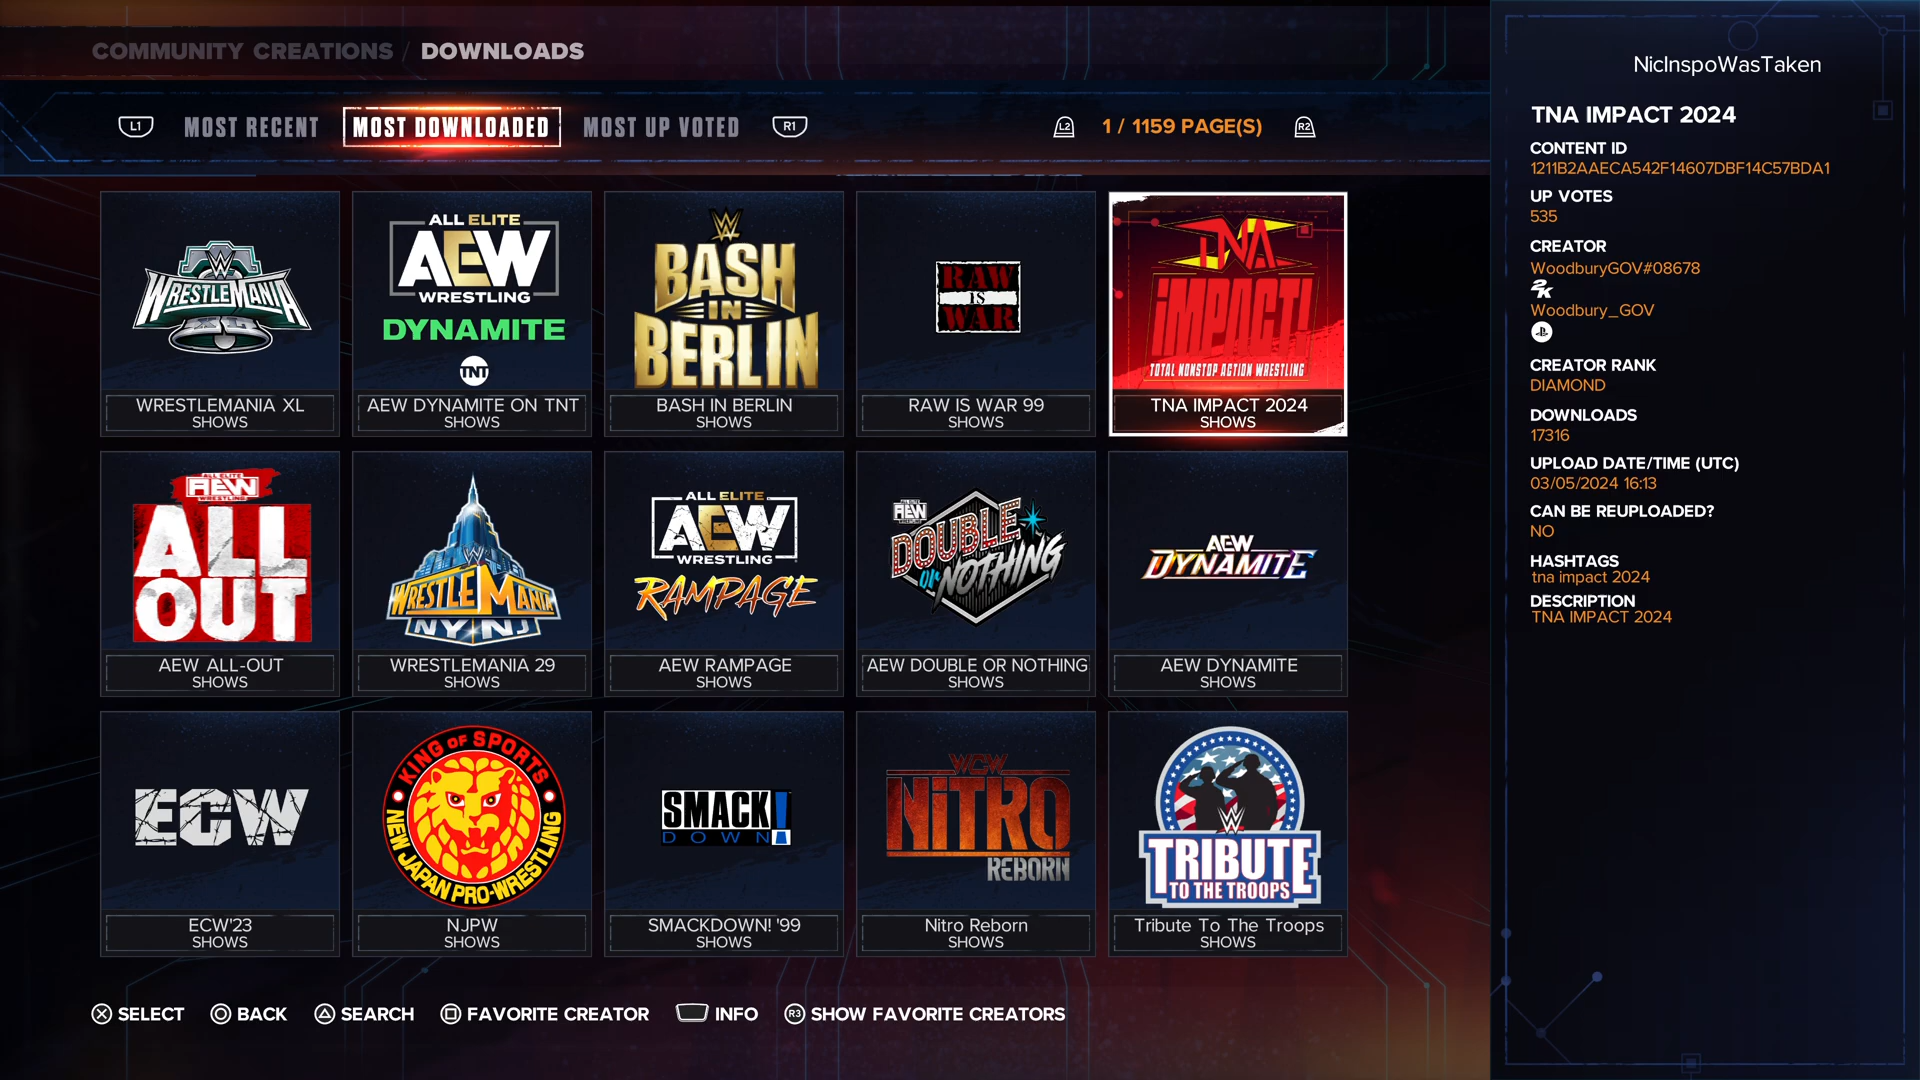 COMMUNITY CREATIONS / DOWNLOADS
L1 MOST RECENT MOST DOWNLOADED MOST UP VOTED R1
L2 1 / 1159 PAGE(S) R2
W
WRESTLEMANIA
XL
WRESTLEMANIA XL
SHOWS
ALL ELITE
AEW
WRESTLING
DYNAMITE
TNT
AEW DYNAMITE ON TNT
SHOWS
W
BASH
IN
BERLIN
BASH IN BERLIN
SHOWS
RAW
IS
WAR
RAW IS WAR 99
SHOWS
TNA
iMPACT!
TOTAL NONSTOP ACTION WRESTLING
TNA IMPACT 2024
SHOWS
ALL ELITE
AEW
WRESTLING
ALL
OUT
AEW ALL-OUT
SHOWS
W
WRESTLEMANIA
NY NJ
WRESTLEMANIA 29
SHOWS
ALL ELITE
AEW
WRESTLING
RAMPAGE
AEW RAMPAGE
SHOWS
AEW
DOUBLE
or NOTHING
AEW DOUBLE OR NOTHING
SHOWS
AEW
DYNAMITE
AEW DYNAMITE
SHOWS
ECW
ECW'23
SHOWS
KING OF SPORTS
NEW JAPAN PRO-WRESTLING
NJPW
SHOWS
SMACK!
DOWN
SMACKDOWN! '99
SHOWS
WCW
NiTRO
REBORN
Nitro Reborn
SHOWS
W
TRIBUTE
TO THE TROOPS
Tribute To The Troops
SHOWS
SELECT BACK SEARCH FAVORITE CREATOR INFO R3 SHOW FAVORITE CREATORS
NicInspoWasTaken
TNA IMPACT 2024
CONTENT ID
1211B2AAECA542F14607DBF14C57BDA1
UP VOTES
535
CREATOR
WoodburyGOV#08678
2K
Woodbury_GOV
CREATOR RANK
DIAMOND
DOWNLOADS
17316
UPLOAD DATE/TIME (UTC)
03/05/2024 16:13
CAN BE REUPLOADED?
NO
HASHTAGS
tna impact 2024
DESCRIPTION
TNA IMPACT 2024